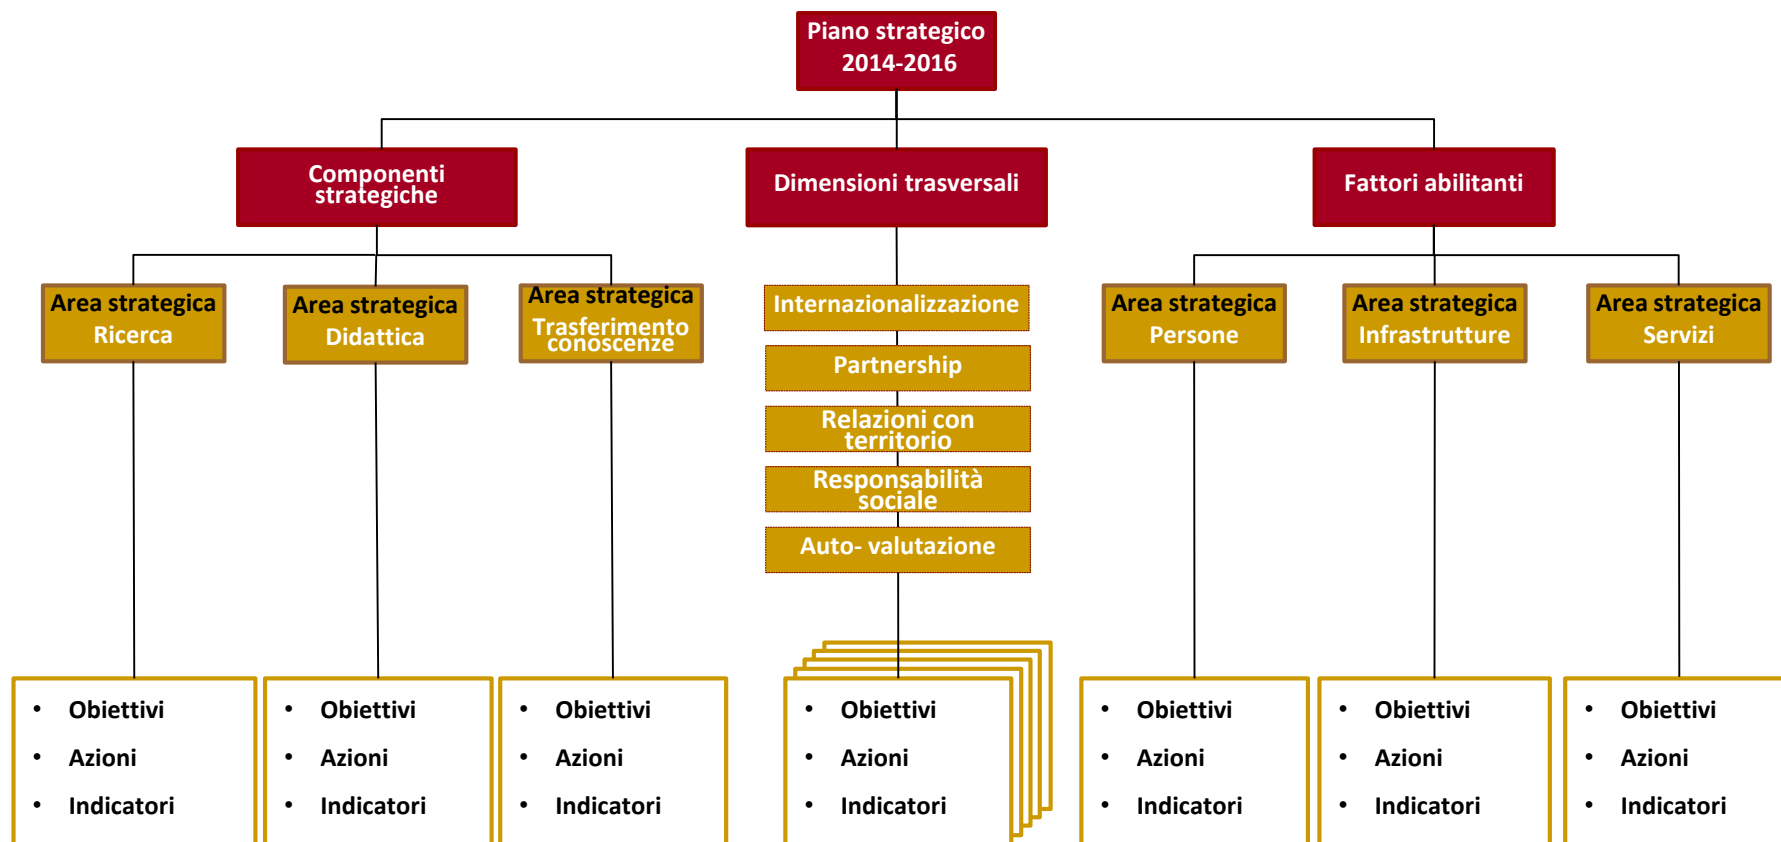 Piano strategico
2014-2016
Componenti
strategiche
Dimensioni trasversali
Fattori abilitanti
Area strategica
Ricerca
Area strategica
Didattica
Area strategica
Trasferimento
conoscenze
Internazionalizzazione
Partnership
Relazioni con
territorio
Responsabilità
sociale
Auto- valutazione
Area strategica
Persone
Area strategica
Infrastrutture
Area strategica
Servizi
• Obiettivi
• Azioni
• Indicatori
• Obiettivi
• Azioni
• Indicatori
• Obiettivi
• Azioni
• Indicatori
• Obiettivi
• Azioni
• Indicatori
• Obiettivi
• Azioni
• Indicatori
• Obiettivi
• Azioni
• Indicatori
• Obiettivi
• Azioni
• Indicatori